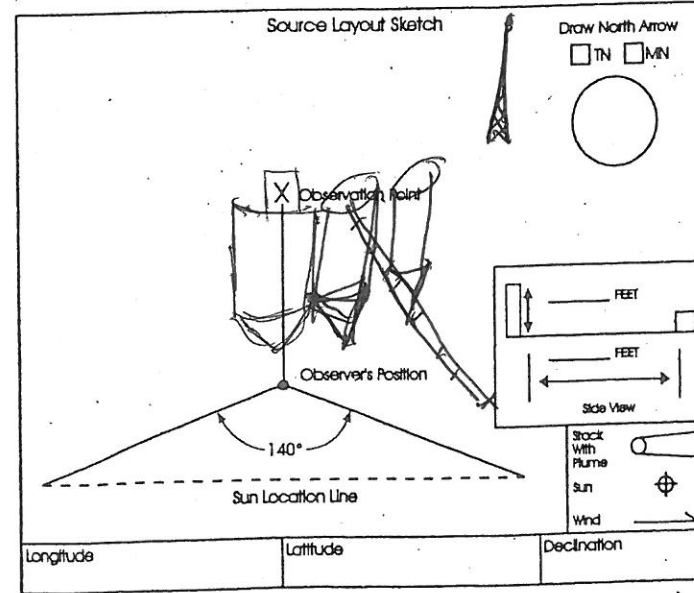 Source Layout Sketch
Draw North Arrow
TN MN
X Observation Point
FEET
FEET
Side View
Observer's Position
140°
Sun Location Line
Stack
With
Plume
Sun
Wind
Longitude
Latitude
Declination